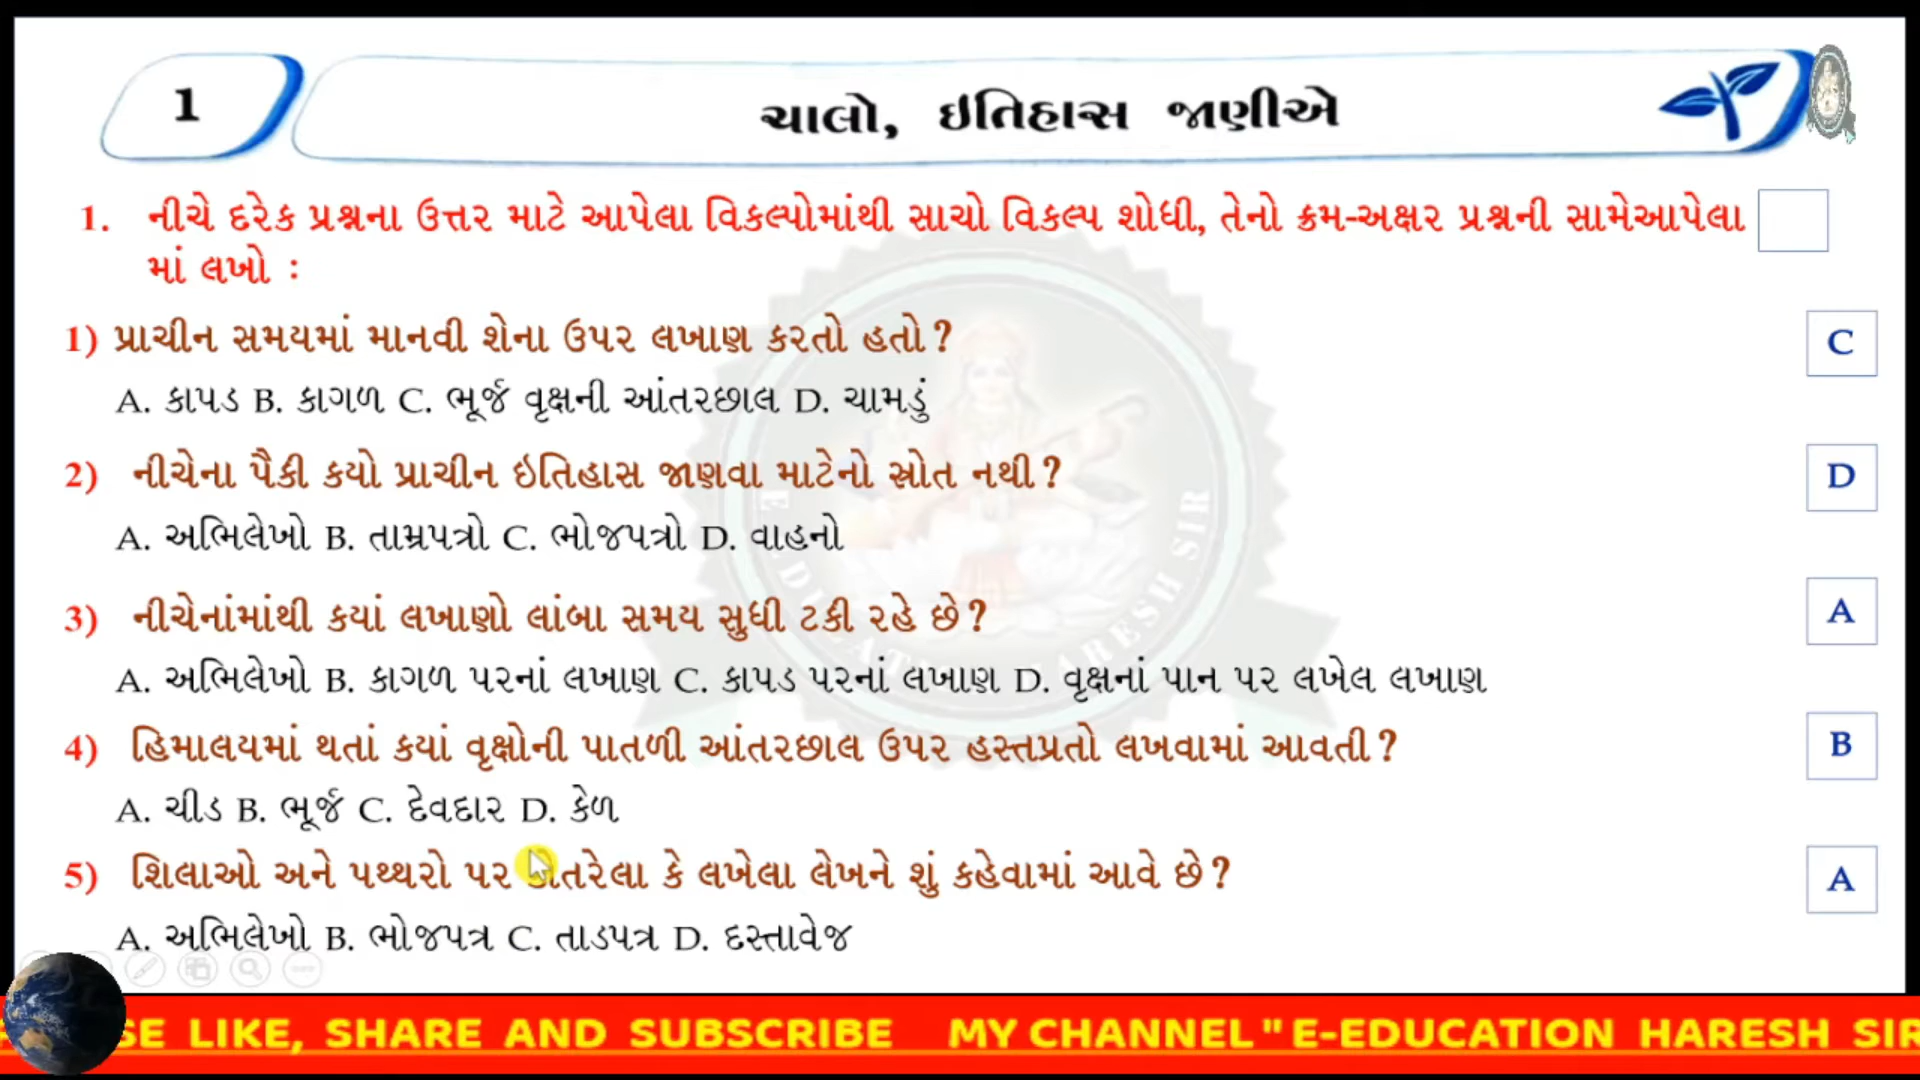 1
ચાલો, ઇતિહાસ જાણીએ
1. નીચે દરેક પ્રશ્નના ઉત્તર માટે આપેલા વિકલ્પોમાંથી સાચો વિકલ્પ શોધી, તેનો ક્રમ-અક્ષર પ્રશ્નની સામેઆપેલા
માં લખો :
1) પ્રાચીન સમયમાં માનવી શેના ઉપર લખાણ કરતો હતો? C
A. કાપડ B. કાગળ C. ભૂર્જ વૃક્ષની આંતરછાલ D. ચામડું
2) નીચેના પૈકી કયો પ્રાચીન ઇતિહાસ જાણવા માટેનો સ્રોત નથી? D
A. અભિલેખો B. તામ્રપત્રો C. ભોજપત્રો D. વાહનો
3) નીચેનાંમાંથી કયાં લખાણો લાંબા સમય સુધી ટકી રહે છે? A
A. અભિલેખો B. કાગળ પરનાં લખાણ C. કાપડ પરનાં લખાણ D. વૃક્ષનાં પાન પર લખેલ લખાણ
4) હિમાલયમાં થતાં કયાં વૃક્ષોની પાતળી આંતરછાલ ઉપર હસ્તપ્રતો લખવામાં આવતી? B
A. ચીડ B. ભૂર્જ C. દેવદાર D. કેળ
5) શિલાઓ અને પથ્થરો પર કોતરેલા કે લખેલા લેખને શું કહેવામાં આવે છે? A
A. અભિલેખો B. ભોજપત્ર C. તાડપત્ર D. દસ્તાવેજ
SE LIKE, SHARE AND SUBSCRIBE MY CHANNEL " E-EDUCATION HARESH SIR